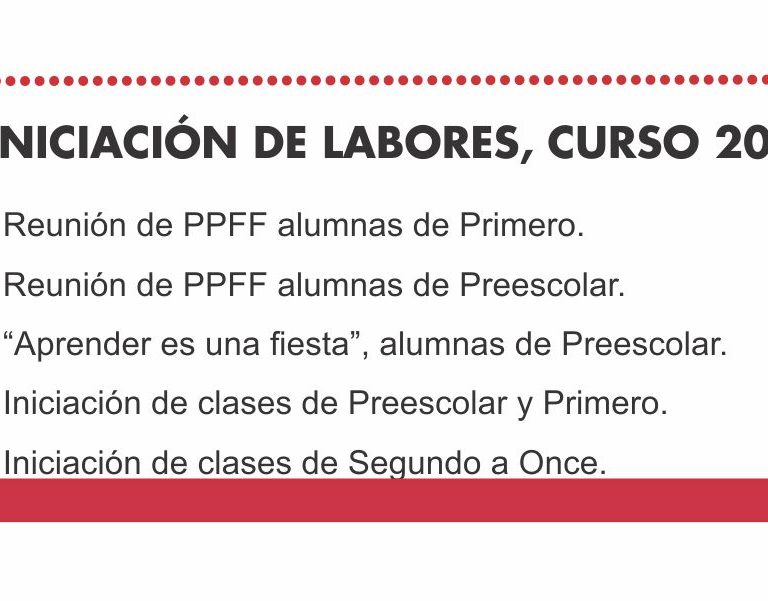 NICIACIÓN DE LABORES, CURSO 20
Reunión de PPFF alumnas de Primero.
Reunión de PPFF alumnas de Preescolar.
“Aprender es una fiesta”, alumnas de Preescolar.
Iniciación de clases de Preescolar y Primero.
Iniciación de clases de Segundo a Once.